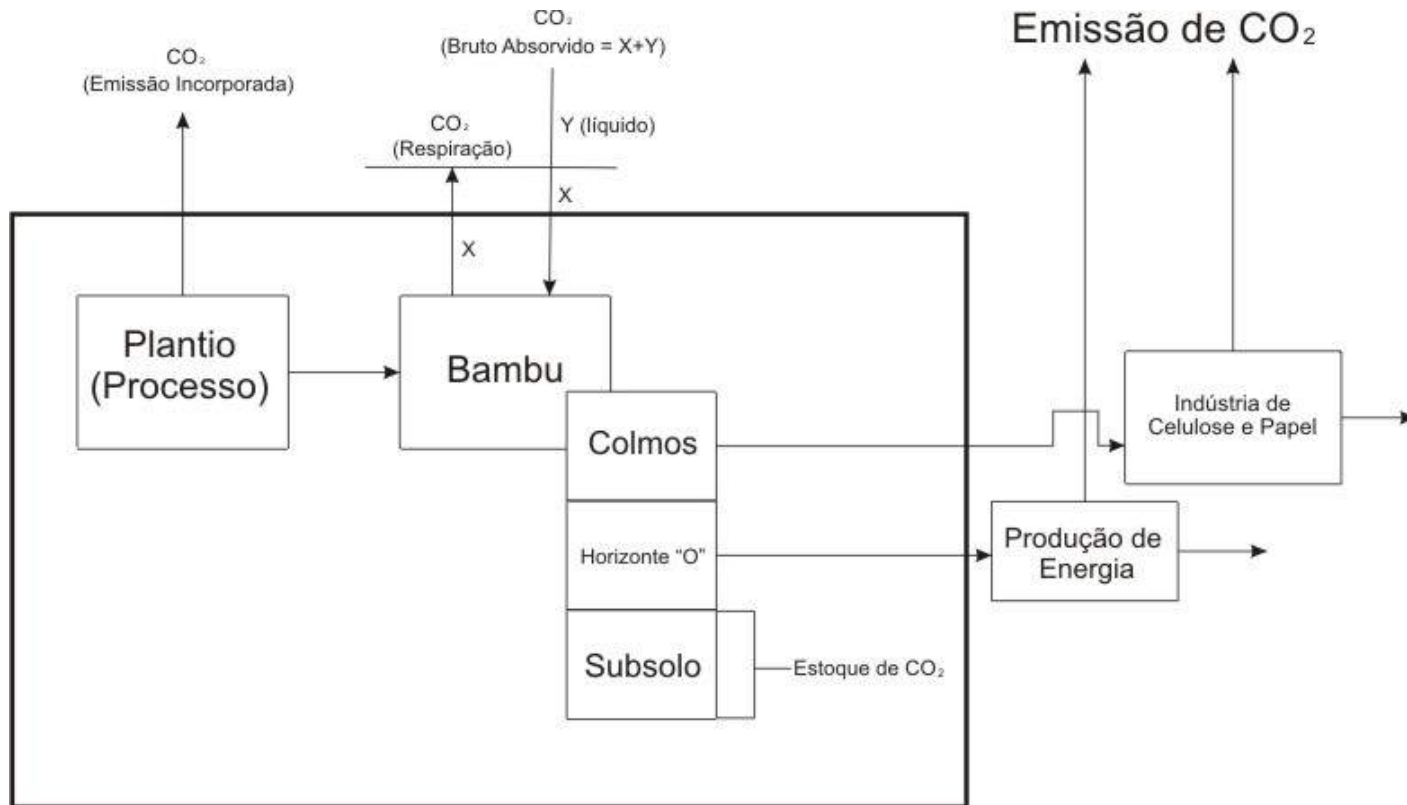 CO₂
(Emissão Incorporada)
CO₂
(Bruto Absorvido = X+Y)
CO₂
(Respiração)
Y (líquido)
X
X
Emissão de CO₂
Plantio
(Processo)
Bambu
Colmos
Horizonte “O”
Subsolo
Estoque de CO₂
Indústria de
Celulose e Papel
Produção de
Energia